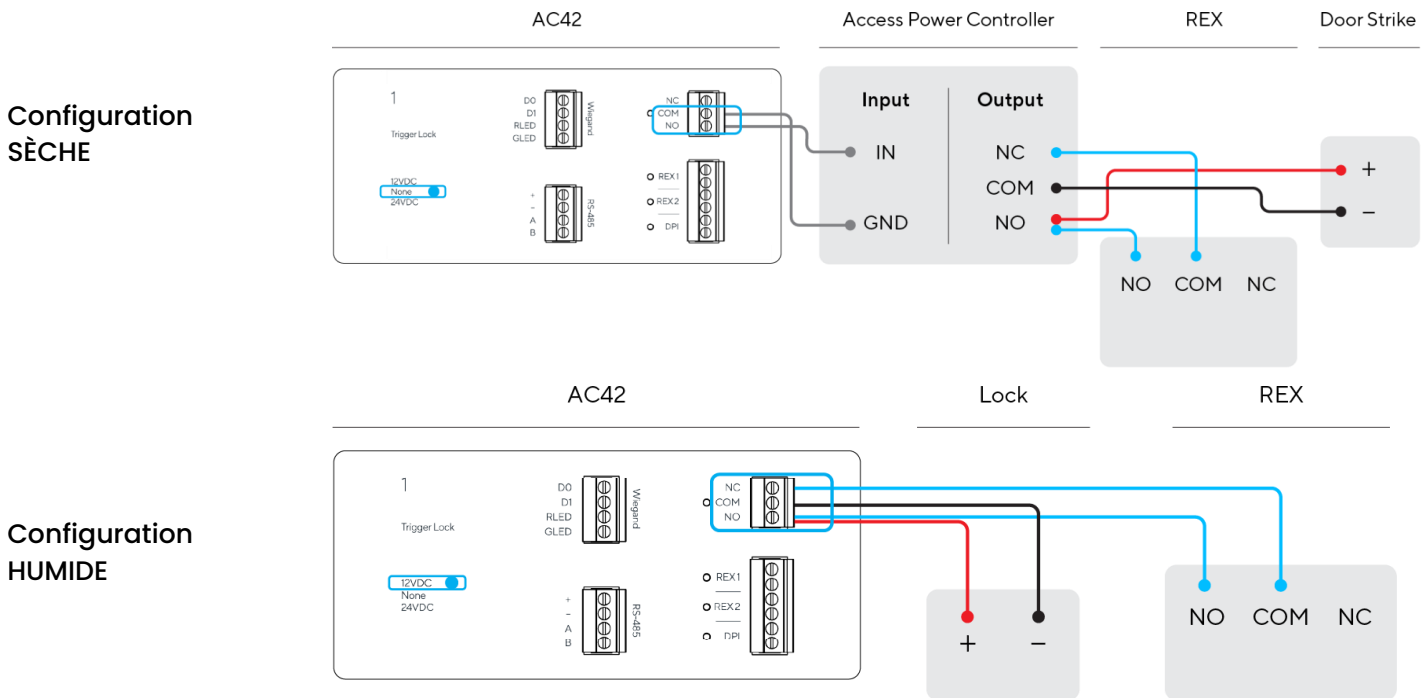 AC42
Access Power Controller
REX
Door Strike
Configuration
SÈCHE
1
Trigger Lock
12VDC
None
24VDC
D0
D1
RLED
GLED
Wiegand
+
-
A
B
RS-485
NC
COM
NO
REX1
REX2
DPI
Input
Output
IN
GND
NC
COM
NO
+
−
NO COM NC
AC42
Lock
REX
Configuration
HUMIDE
1
Trigger Lock
12VDC
None
24VDC
D0
D1
RLED
GLED
Wiegand
+
-
A
B
RS-485
NC
COM
NO
REX1
REX2
DPI
+ −
NO COM NC